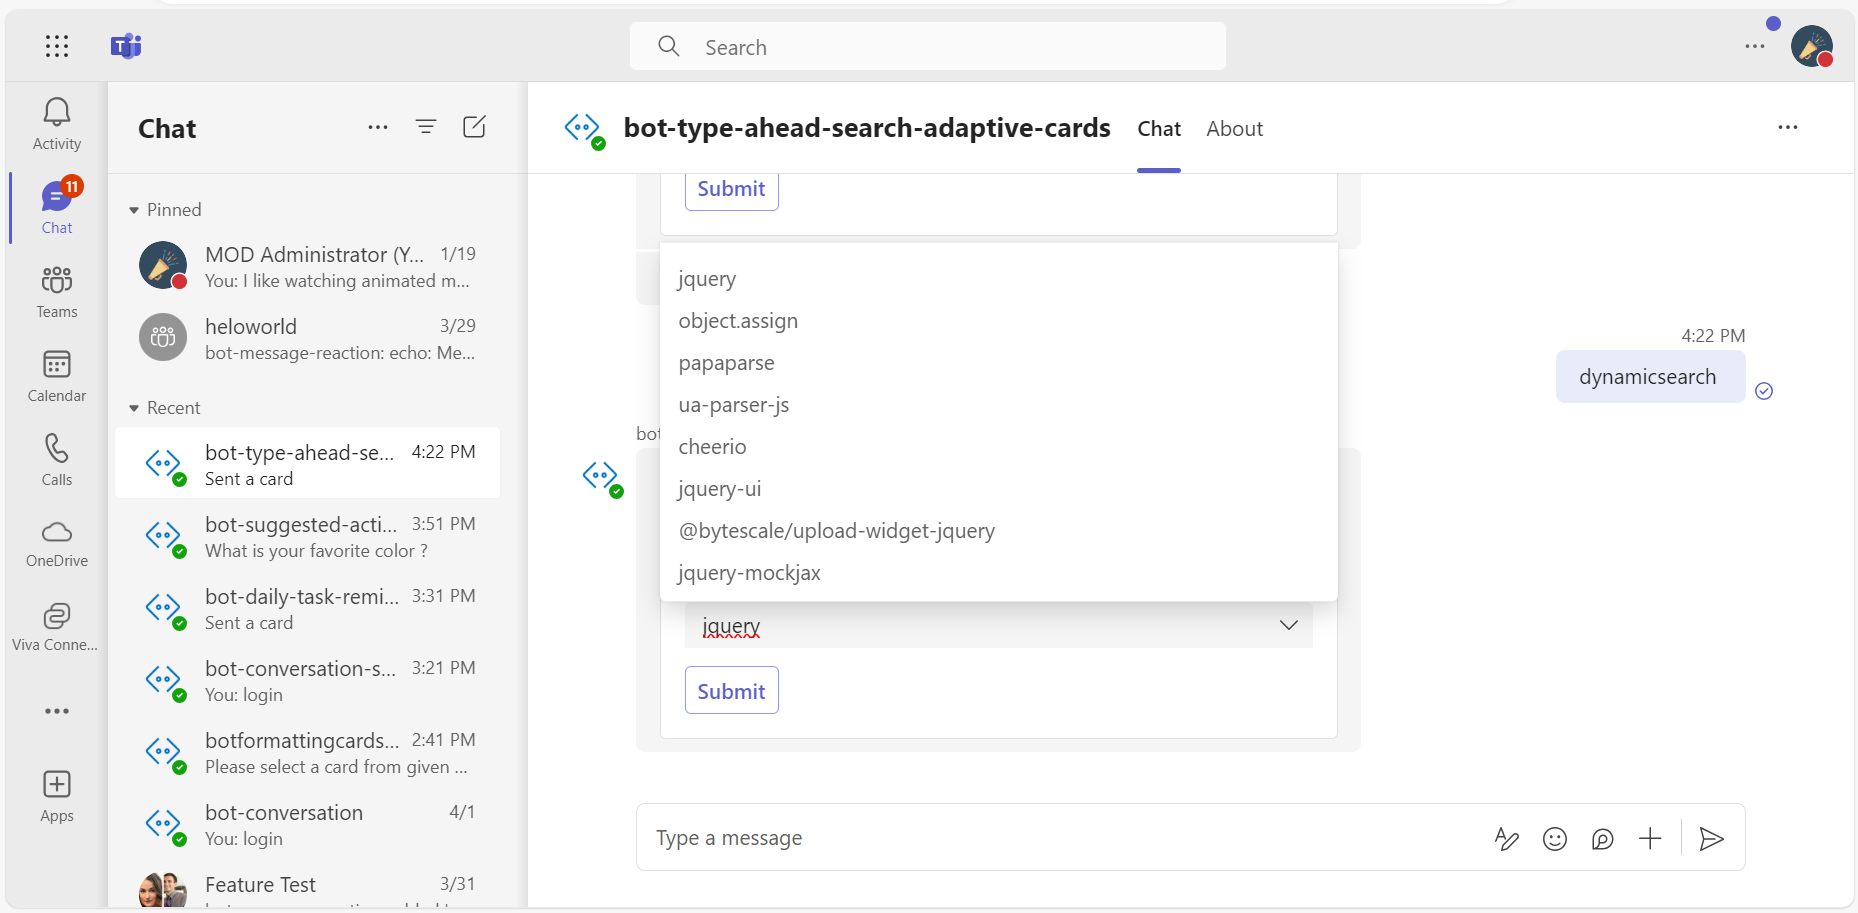 Search
Activity
11
Chat
Teams
Calendar
Calls
OneDrive
Viva Conne...
Apps
Chat
Pinned
MOD Administrator (Y... 1/19
You: I like watching animated m...
heloworld 3/29
bot-message-reaction: echo: Me...
Recent
bot-type-ahead-se... 4:22 PM
Sent a card
bot-suggested-acti... 3:51 PM
What is your favorite color ?
bot-daily-task-remi... 3:31 PM
Sent a card
bot-conversation-s... 3:21 PM
You: login
botformattingcards... 2:41 PM
Please select a card from given ...
bot-conversation 4/1
You: login
Feature Test 3/31
bot-type-ahead-search-adaptive-cards Chat About
Submit
4:22 PM
dynamicsearch
bot
jquery
object.assign
papaparse
ua-parser-js
cheerio
jquery-ui
@bytescale/upload-widget-jquery
jquery-mockjax
jquery
Submit
Type a message